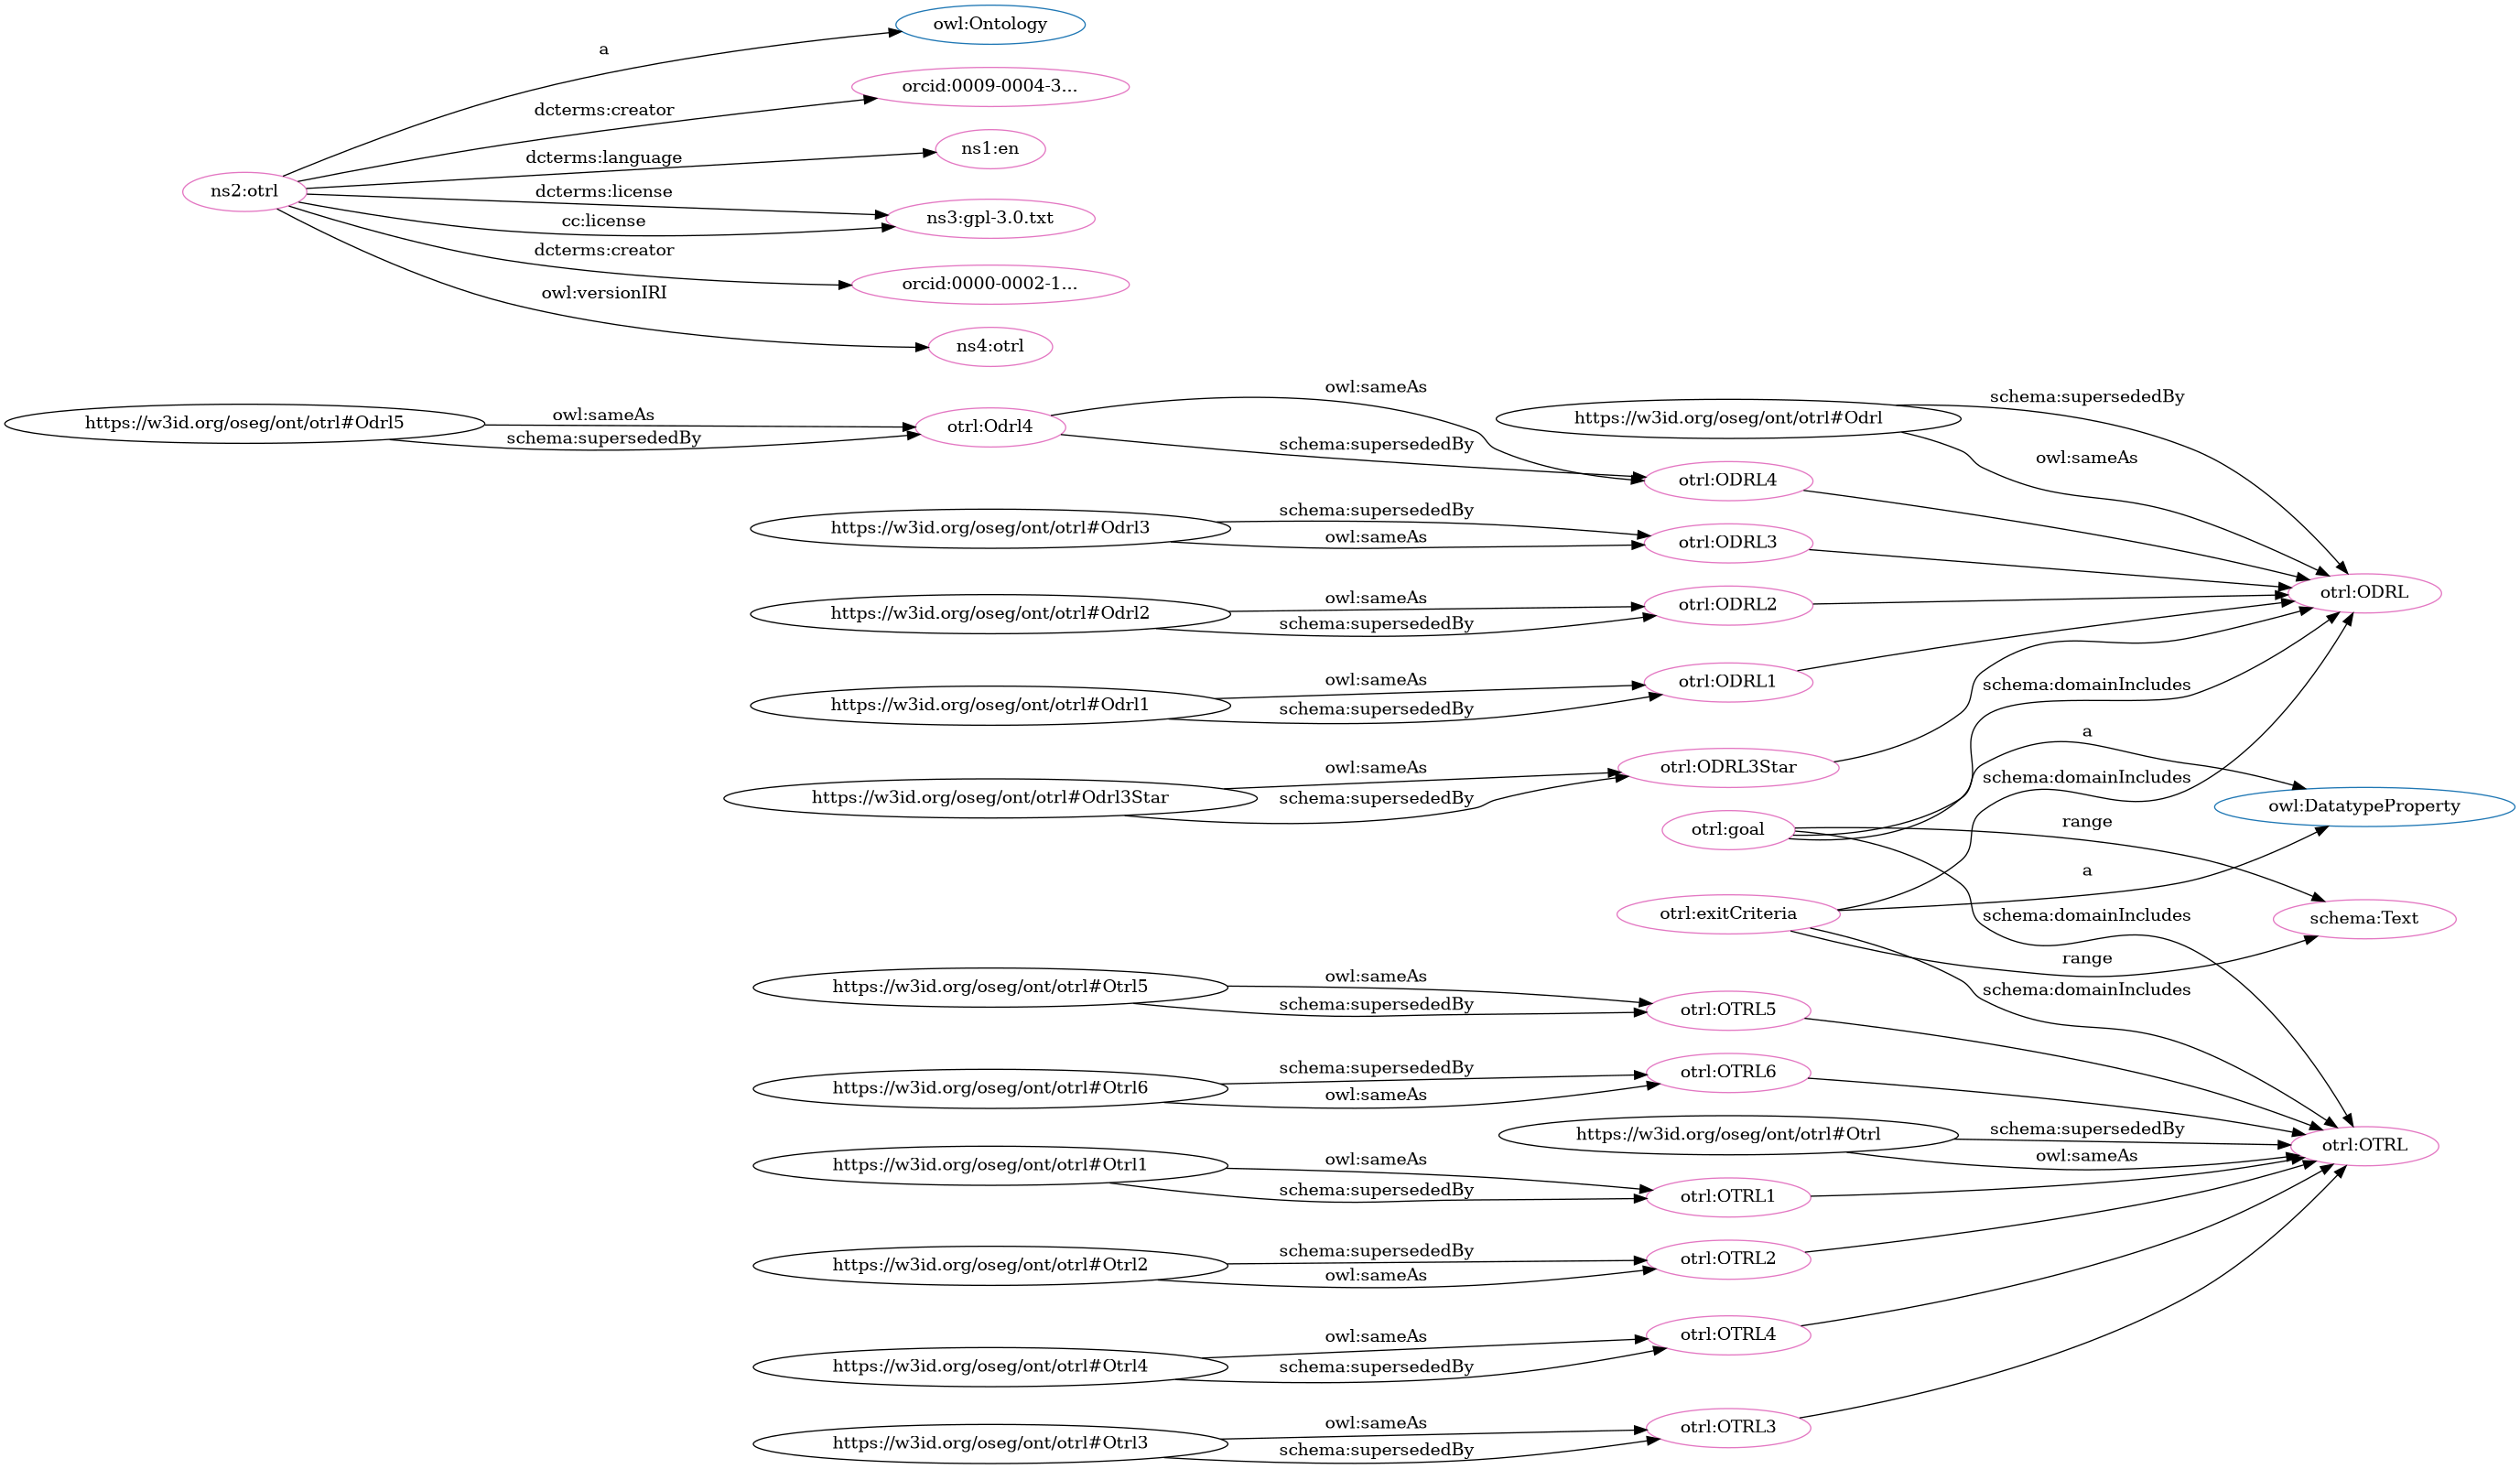 owl:Ontology
a
orcid:0009-0004-3...
dcterms:creator
ns1:en
dcterms:language
ns2:otrl
dcterms:license
ns3:gpl-3.0.txt
cc:license
dcterms:creator
orcid:0000-0002-1...
owl:versionIRI
ns4:otrl
owl:sameAs
schema:supersededBy
https://w3id.org/oseg/ont/otrl#Odrl5
owl:sameAs
otrl:Odrl4
https://w3id.org/oseg/ont/otrl#Odrl
schema:supersededBy
schema:supersededBy
owl:sameAs
otrl:ODRL4
schema:supersededBy
https://w3id.org/oseg/ont/otrl#Odrl3
owl:sameAs
otrl:ODRL3
otrl:ODRL
owl:sameAs
https://w3id.org/oseg/ont/otrl#Odrl2
otrl:ODRL2
schema:supersededBy
owl:sameAs
otrl:ODRL1
schema:domainIncludes
https://w3id.org/oseg/ont/otrl#Odrl1
schema:supersededBy
a
owl:sameAs
otrl:ODRL3Star
schema:domainIncludes
https://w3id.org/oseg/ont/otrl#Odrl3Star
schema:supersededBy
owl:DatatypeProperty
otrl:goal
range
a
otrl:exitCriteria
schema:domainIncludes
schema:Text
range
owl:sameAs
https://w3id.org/oseg/ont/otrl#Otrl5
schema:domainIncludes
schema:supersededBy
otrl:OTRL5
schema:supersededBy
otrl:OTRL6
https://w3id.org/oseg/ont/otrl#Otrl6
owl:sameAs
https://w3id.org/oseg/ont/otrl#Otrl
schema:supersededBy
otrl:OTRL
owl:sameAs
owl:sameAs
https://w3id.org/oseg/ont/otrl#Otrl1
schema:supersededBy
otrl:OTRL1
schema:supersededBy
https://w3id.org/oseg/ont/otrl#Otrl2
otrl:OTRL2
owl:sameAs
owl:sameAs
otrl:OTRL4
https://w3id.org/oseg/ont/otrl#Otrl4
schema:supersededBy
owl:sameAs
otrl:OTRL3
https://w3id.org/oseg/ont/otrl#Otrl3
schema:supersededBy